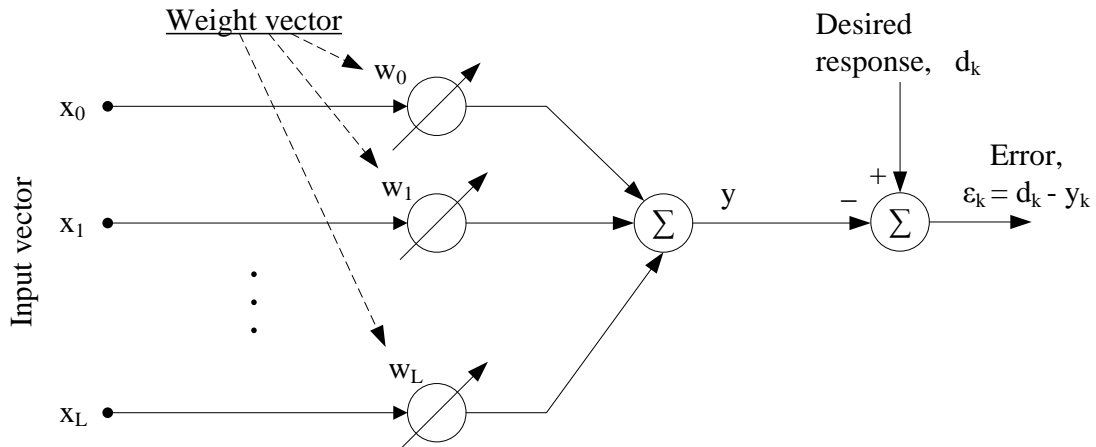 Weight vector
Desired
response, d_k
w_0
x_0
Error,
ε_k = d_k - y_k
+
w_1
y
−
x_1
Σ
Σ
Input vector
w_L
x_L